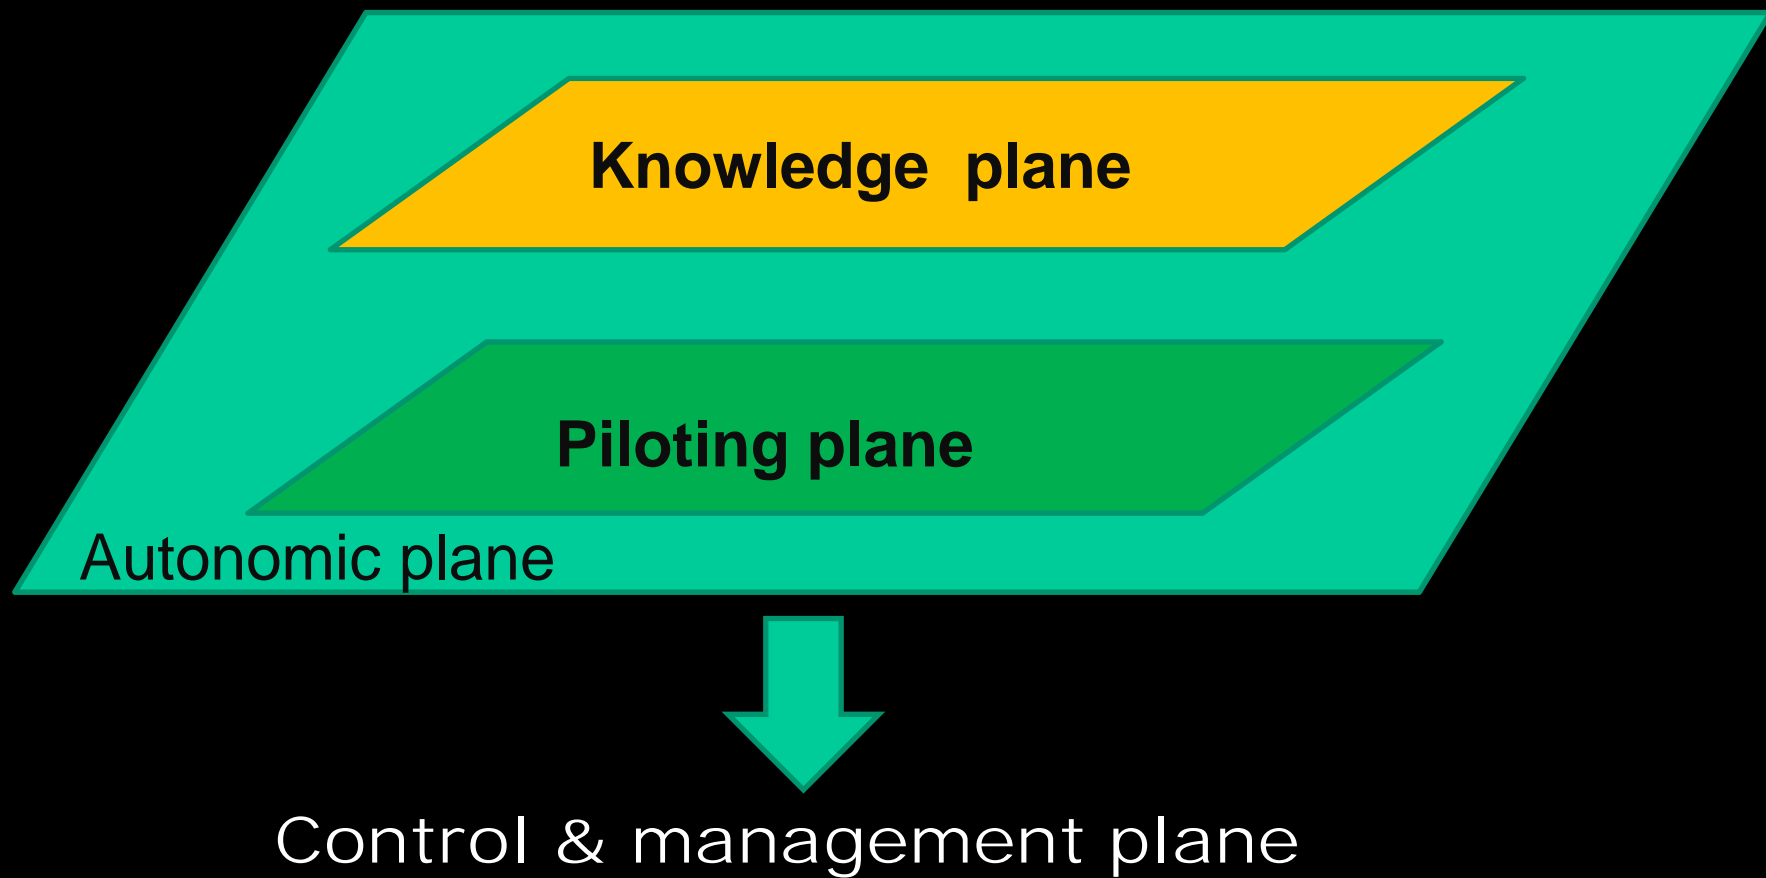 Knowledge plane
Piloting plane
Autonomic plane
Control & management plane